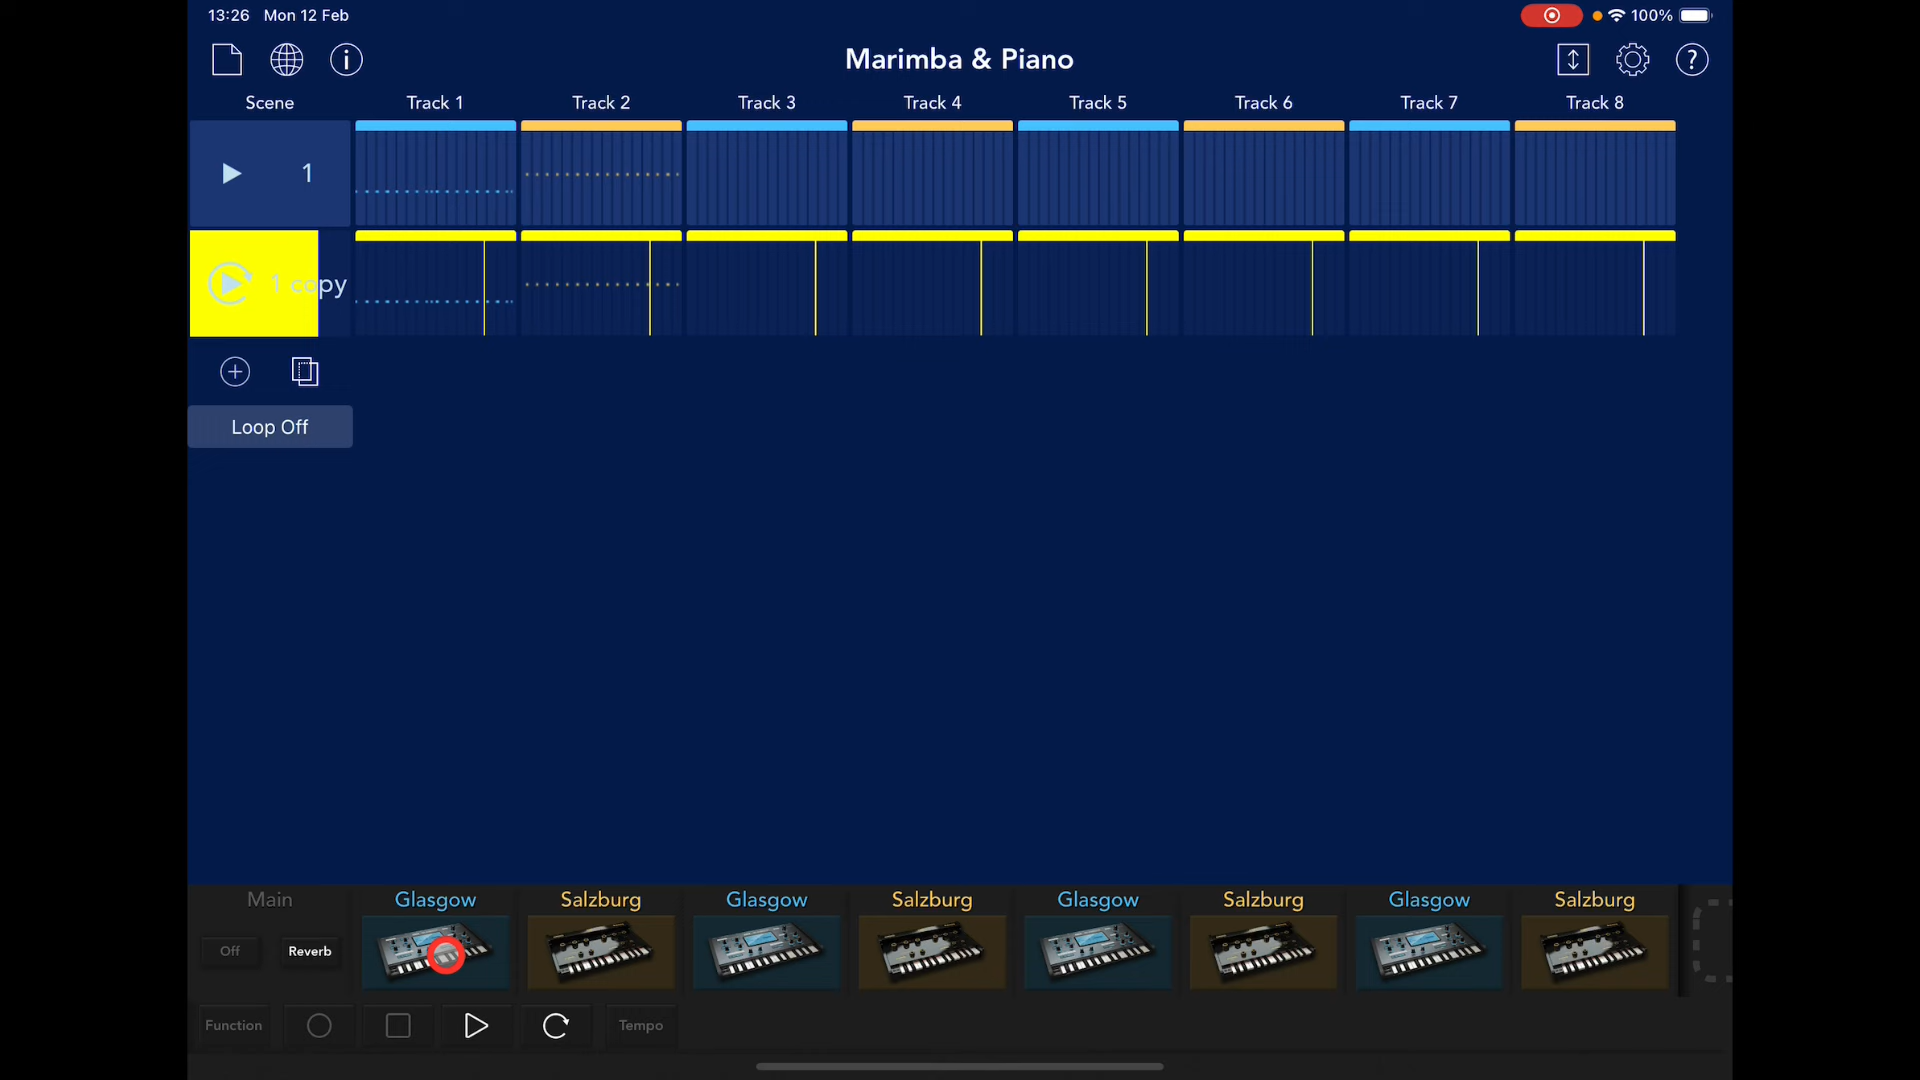 13:26 Mon 12 Feb
100%
Marimba & Piano
Scene Track 1 Track 2 Track 3 Track 4 Track 5 Track 6 Track 7 Track 8
1
1 copy
Loop Off
Main Glasgow Salzburg Glasgow Salzburg Glasgow Salzburg Glasgow Salzburg
Off Reverb
Function Tempo